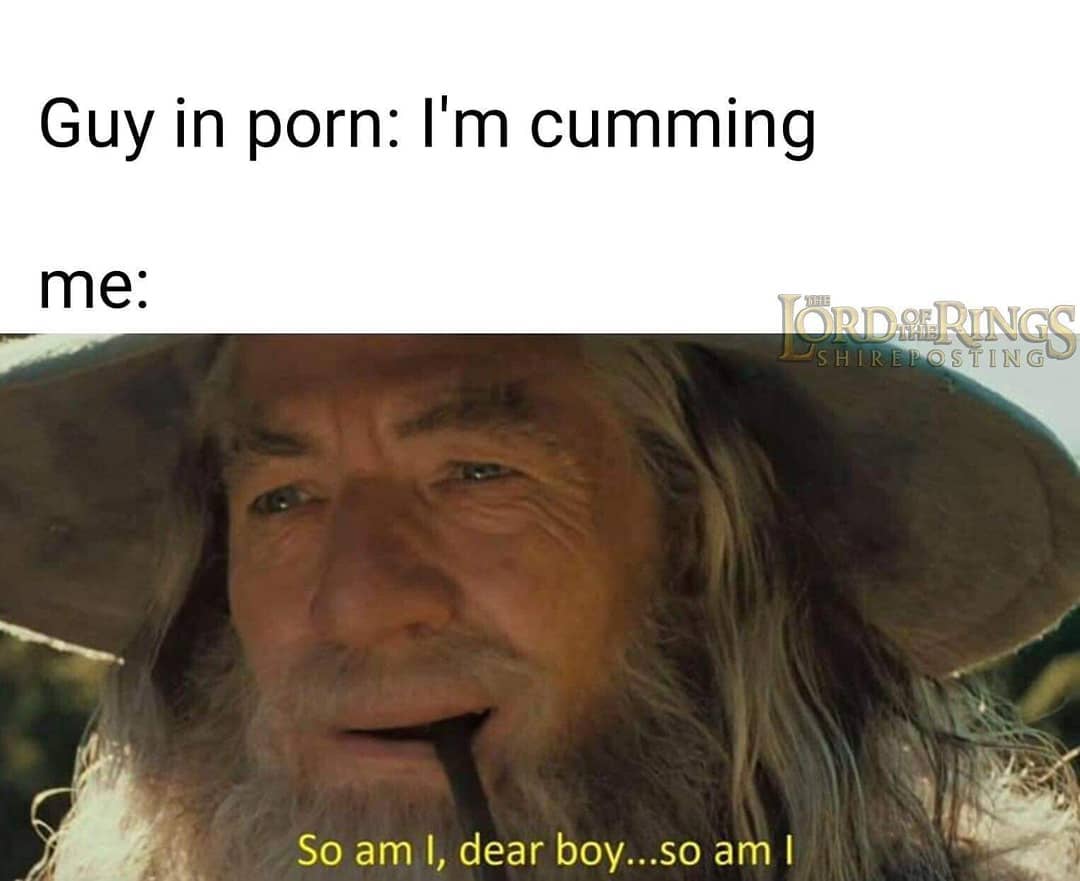 Guy in porn: I'm cumming
me:
THE
LORD OF THE RINGS
SHIREPOSTING
So am I, dear boy...so am I